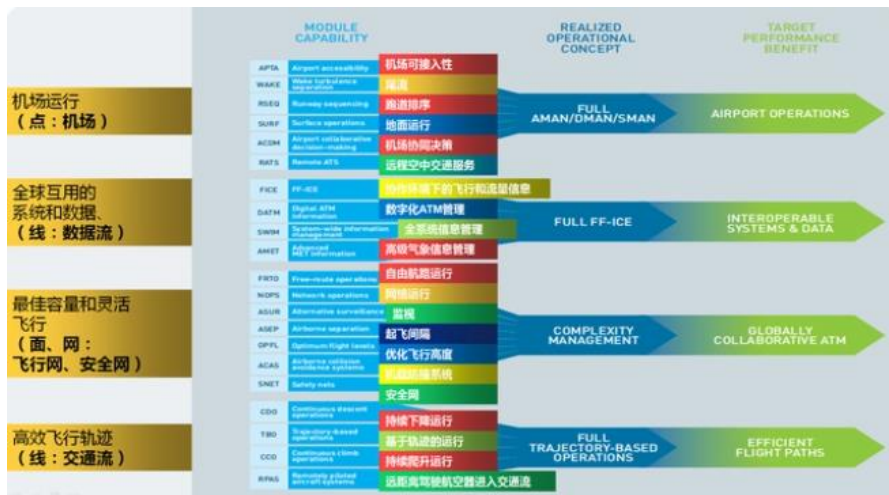 MODULE
CAPABILITY
REALIZED
OPERATIONAL
CONCEPT
TARGET
PERFORMANCE
BENEFIT
机场运行
（点：机场）
APTA Airport accessibility 机场可接入性
WAKE Wake turbulence
separation 尾流
RSEQ Runway sequencing 跑道排序
SURF Surface operations 地面运行
ACDM Airport collaboration
decision-making 机场协同决策
RATS Remote ATS 远程空中交通服务
FULL
AMAN/DMAN/SMAN
AIRPORT OPERATIONS
全球互用的
系统和数据、
（线：数据流）
FICE FF-ICE 协作环境下的飞行和流量信息
DATM Digital ATM
information 数字化ATM管理
SWIM System-wide information
management 全系统信息管理
AMET Advanced
MET information 高级气象信息管理
FULL FF-ICE
INTEROPERABLE
SYSTEMS & DATA
最佳容量和灵活
飞行
（面、网：
飞行网、安全网）
FRTO Free-route operations 自由航路运行
NOPS Network operations 网络运行
ASUR Alternative surveillance 监视
ASEP Airborne separation 起飞间隔
OPFL Optimum flight levels 优化飞行高度
ACAS Airborne collision
avoidance systems 机载防撞系统
SNET Safety nets 安全网
COMPLEXITY
MANAGEMENT
GLOBALLY
COLLABORATIVE ATM
高效飞行轨迹
（线：交通流）
CDO Continuous descent
operations 持续下降运行
TBO Trajectory-based
operations 基于轨迹的运行
CCO Continuous climb
operations 持续爬升运行
RPAS Remotely piloted
aircraft systems 远距离驾驶航空器进入交通流
FULL
TRAJECTORY-BASED
OPERATIONS
EFFICIENT
FLIGHT PATHS